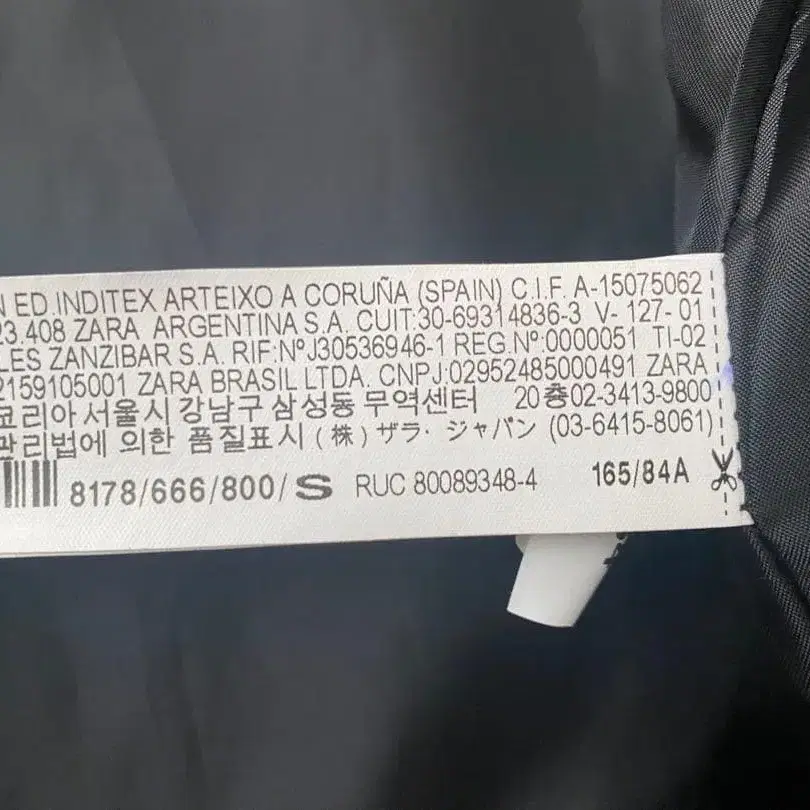 ED.INDITEX ARTEIXO A CORUÑA (SPAIN) C.I.F. A-15075062
23.408 ZARA ARGENTINA S.A. CUIT:30-69314836-3 V- 127- 01
LES ZANZIBAR S.A. RIF:NºJ30536946-1 REG.Nº:0000051 TI-02
2159105001 ZARA BRASIL LTDA. CNPJ:02952485000491 ZARA
코리아 서울시 강남구 삼성동 무역센터 20층02-3413-9800
관리법에 의한 품질표시 (株) ザラ・ジャパン (03-6415-8061)
8178/666/800/S RUC 80089348-4 165/84A